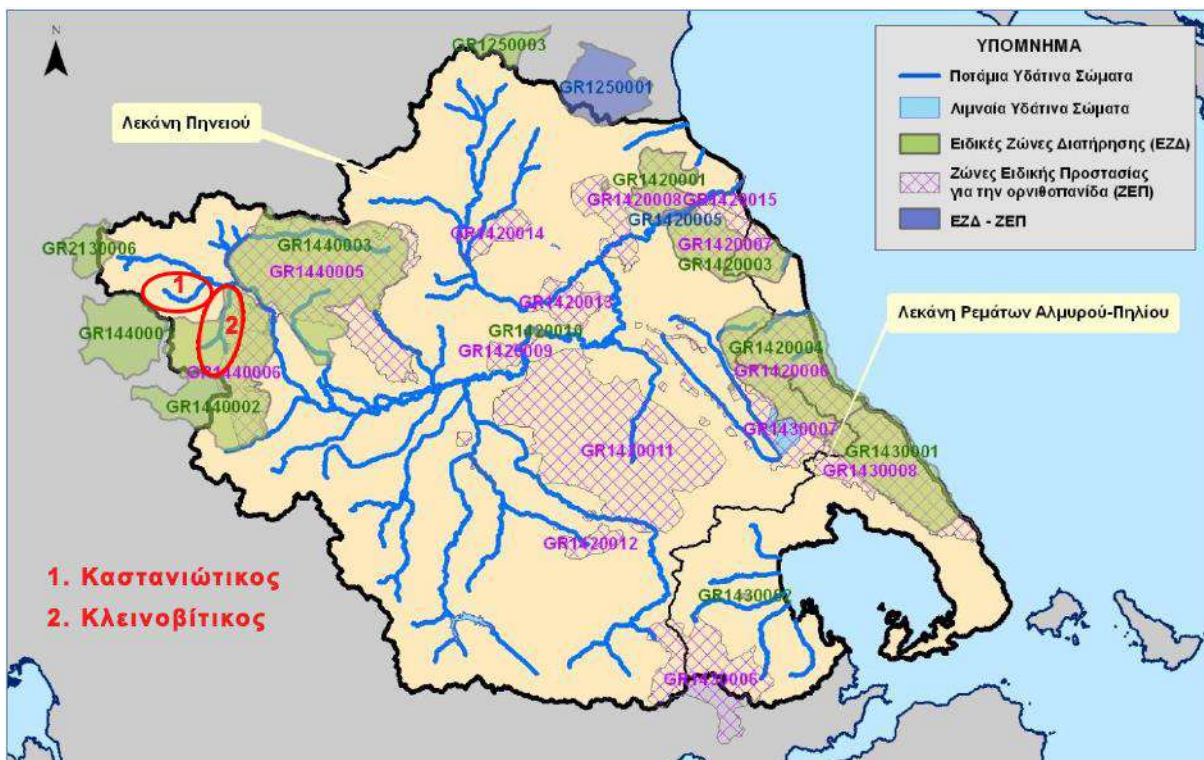 N
GR1250003
GR1250001
Λεκάνη Πηνειού
ΥΠΟΜΝΗΜΑ
Ποτάμια Υδάτινα Σώματα
Λιμναία Υδάτινα Σώματα
Ειδικές Ζώνες Διατήρησης (ΕΖΔ)
Ζώνες Ειδικής Προστασίας
για την ορνιθοπανίδα (ΖΕΠ)
ΕΖΔ - ΖΕΠ
GR1420001
GR1420008
GR1420015
GR1420005
GR1420014
GR1420007
GR1420003
GR2130006
GR1440003
GR1440005
1
2
GR1420013
GR144000
GR1420010
GR1420009
Λεκάνη Ρεμάτων Αλμυρού-Πηλίου
GR1420004
GR1420006
GR1440006
GR1440002
GR1430007
GR1420011
GR1430001
GR1430008
GR1420012
1. Καστανιώτικος
2. Κλεινοβίτικος
GR1430002
GR1430006